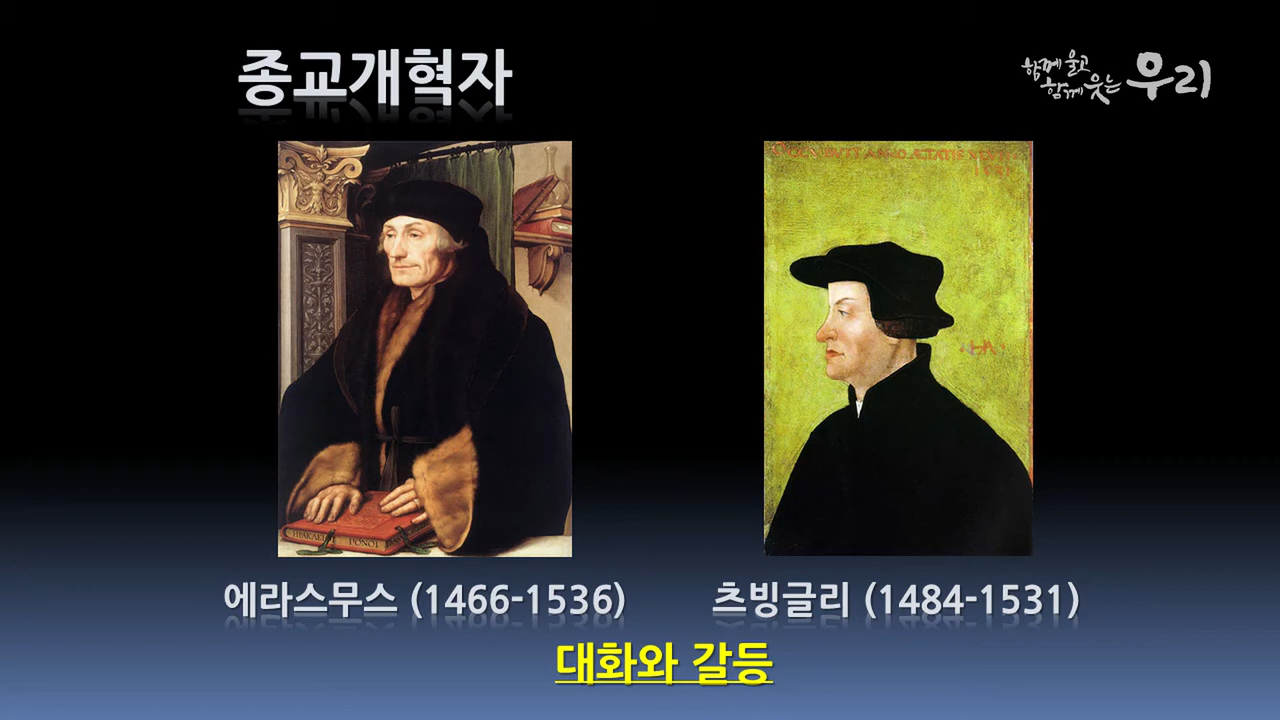 종교개혁자
함께 울고
함께 웃는 우리
HM
에라스무스 (1466-1536)
츠빙글리 (1484-1531)
대화와 갈등